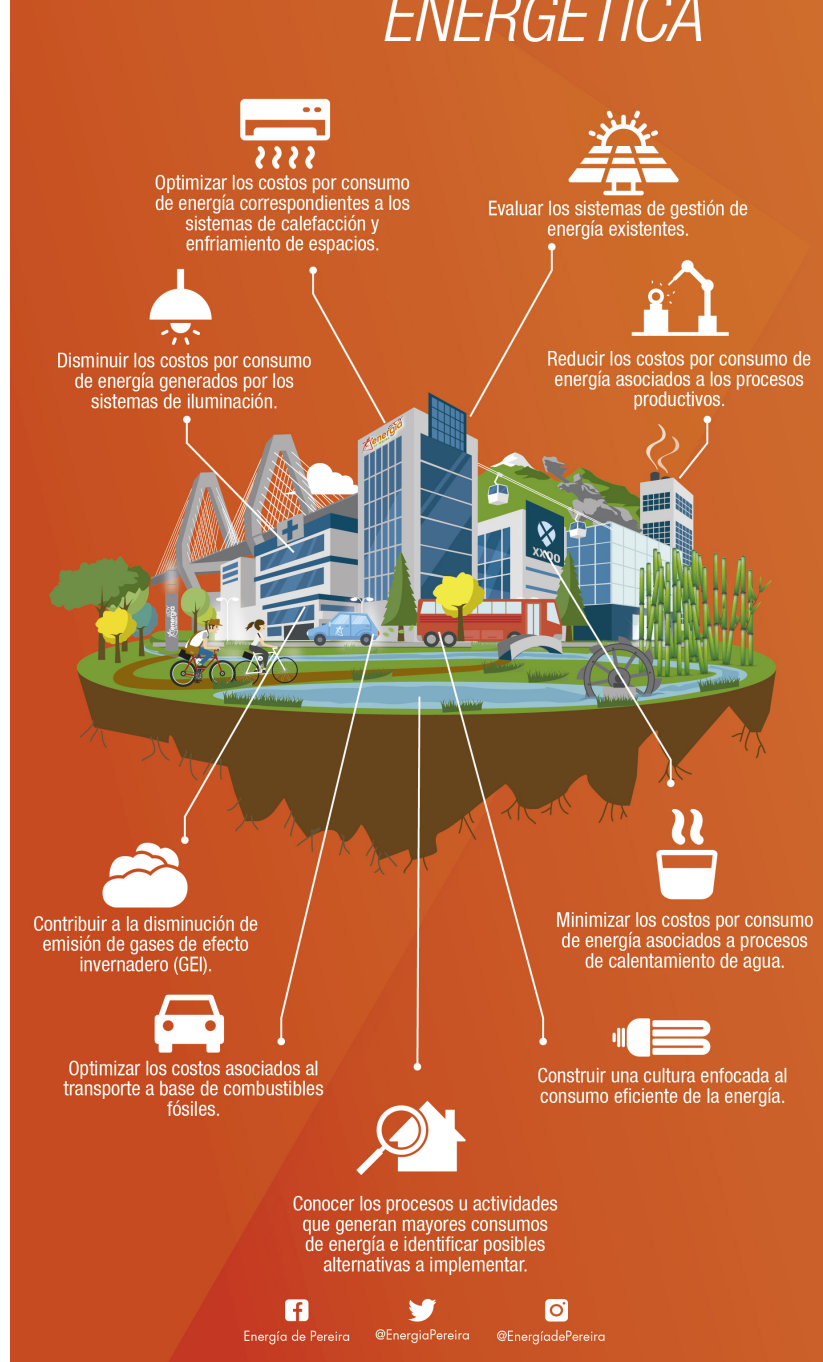 ENERGÉTICA
Optimizar los costos por consumo
de energía correspondientes a los
sistemas de calefacción y
enfriamiento de espacios.
Evaluar los sistemas de gestión de
energía existentes.
Disminuir los costos por consumo
de energía generados por los
sistemas de iluminación.
Reducir los costos por consumo de
energía asociados a los procesos
productivos.
energía
XXOO
energía
Contribuir a la disminución de
emisión de gases de efecto
invernadero (GEI).
Minimizar los costos por consumo
de energía asociados a procesos
de calentamiento de agua.
Optimizar los costos asociados al
transporte a base de combustibles
fósiles.
Construir una cultura enfocada al
consumo eficiente de la energía.
Conocer los procesos u actividades
que generan mayores consumos
de energía e identificar posibles
alternativas a implementar.
Energía de Pereira
@EnergiaPereira
@EnergíadePereira